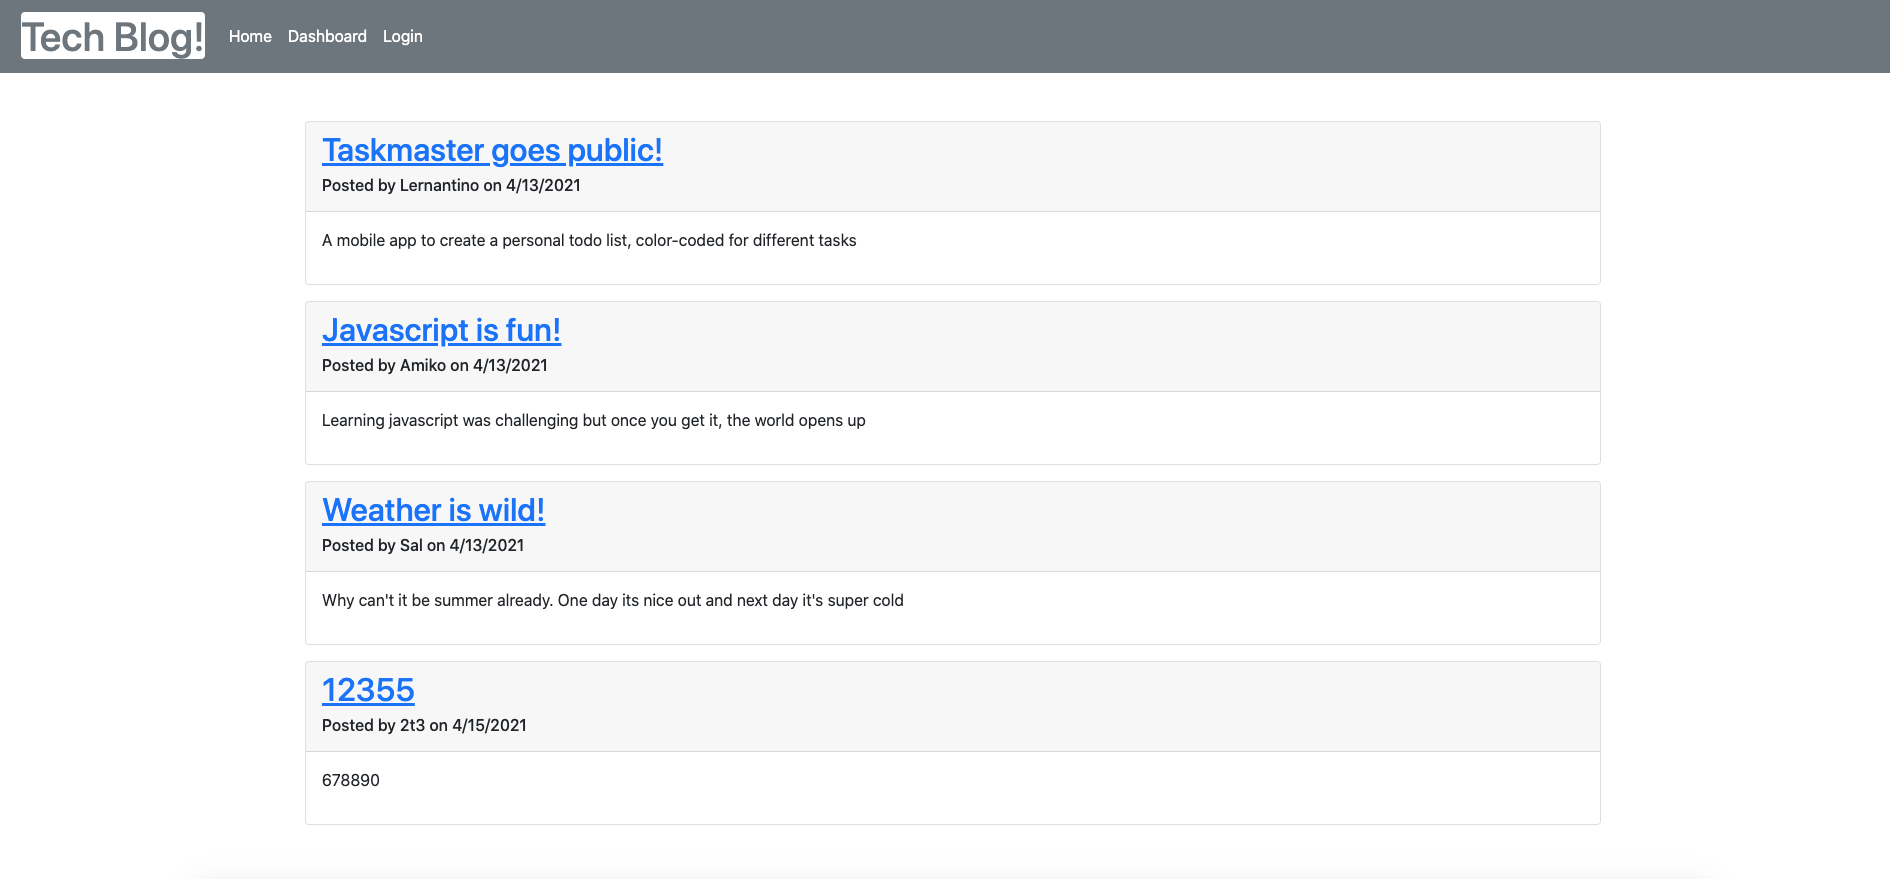 Tech Blog!
Home Dashboard Login
Taskmaster goes public!
Posted by Lernantino on 4/13/2021
A mobile app to create a personal todo list, color-coded for different tasks
Javascript is fun!
Posted by Amiko on 4/13/2021
Learning javascript was challenging but once you get it, the world opens up
Weather is wild!
Posted by Sal on 4/13/2021
Why can't it be summer already. One day its nice out and next day it's super cold
12355
Posted by 2t3 on 4/15/2021
678890